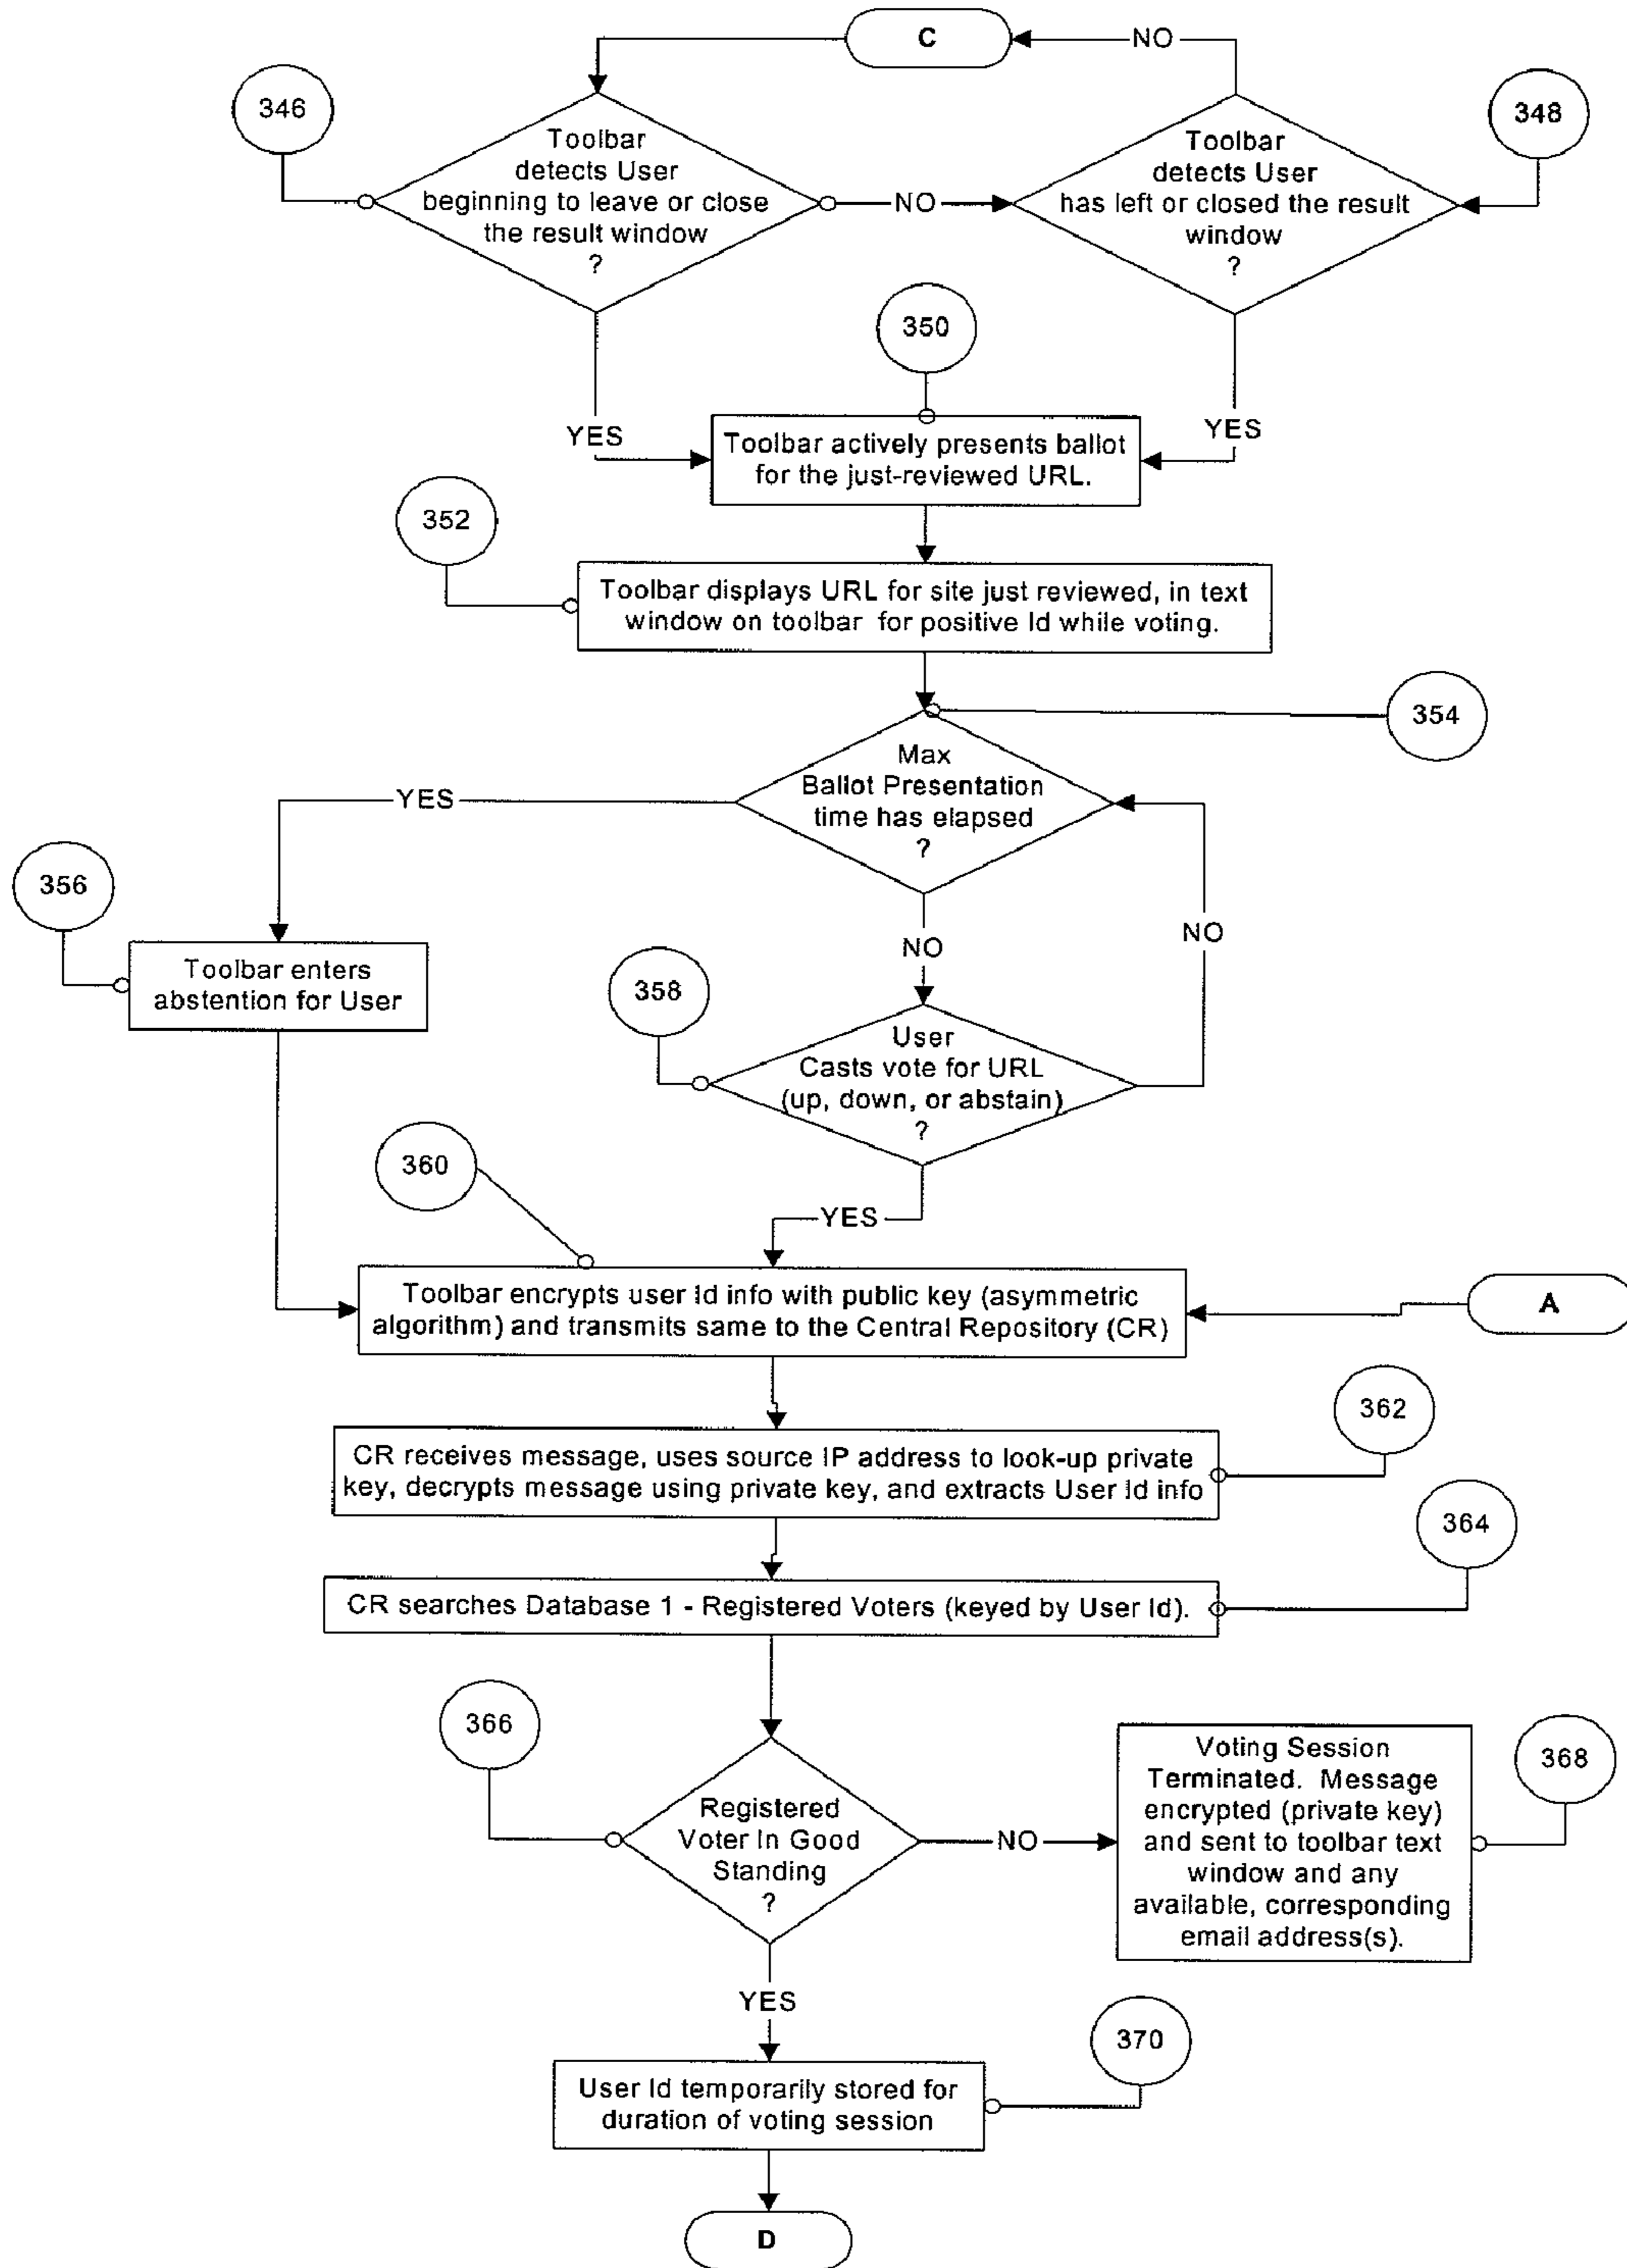 C
NO
346
348
Toolbar
detects User
beginning to leave or close
the result window
?
NO
Toolbar
detects User
has left or closed the result
window
?
350
YES
YES
Toolbar actively presents ballot
for the just-reviewed URL.
352
Toolbar displays URL for site just reviewed, in text
window on toolbar for positive Id while voting.
354
Max
Ballot Presentation
time has elapsed
?
YES
356
NO
NO
Toolbar enters
abstention for User
358
User
Casts vote for URL
(up, down, or abstain)
?
360
YES
Toolbar encrypts user Id info with public key (asymmetric
algorithm) and transmits same to the Central Repository (CR)
A
362
CR receives message, uses source IP address to look-up private
key, decrypts message using private key, and extracts User Id info
364
CR searches Database 1 - Registered Voters (keyed by User Id).
366
368
Registered
Voter In Good
Standing
?
NO
Voting Session
Terminated. Message
encrypted (private key)
and sent to toolbar text
window and any
available, corresponding
email address(s).
YES
370
User Id temporarily stored for
duration of voting session
D